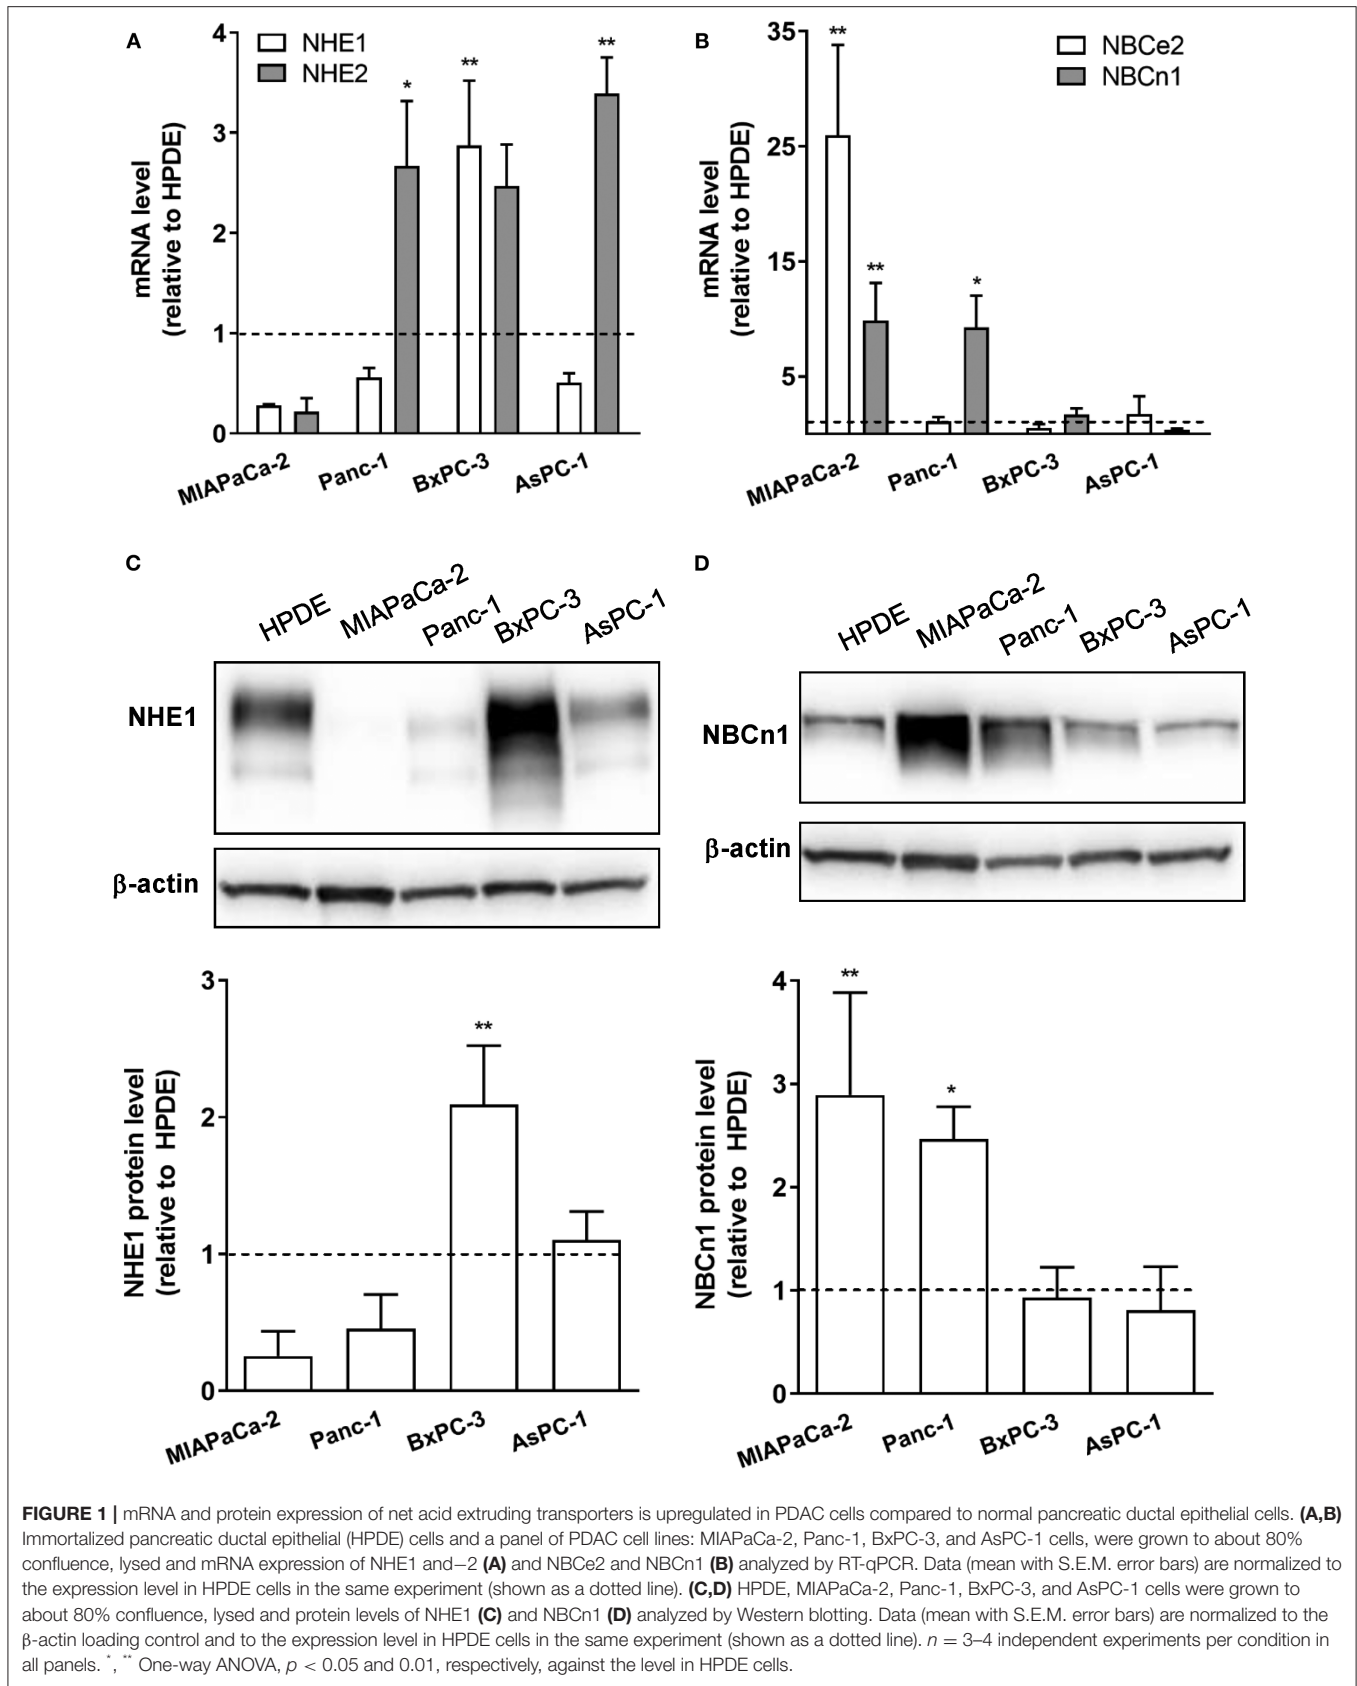 A
4
3
2
1
0
NHE1
NHE2
*
**
**
mRNA level
(relative to HPDE)
MIAPaCa-2
Panc-1
BxPC-3
AsPC-1
B
35
25
15
5
NBCe2
NBCn1
**
**
*
mRNA level
(relative to HPDE)
MIAPaCa-2
Panc-1
BxPC-3
AsPC-1
C
HPDE
MIAPaCa-2
Panc-1
BxPC-3
AsPC-1
NHE1
β-actin
3
2
1
0
**
NHE1 protein level
(relative to HPDE)
MIAPaCa-2
Panc-1
BxPC-3
AsPC-1
D
HPDE
MIAPaCa-2
Panc-1
BxPC-3
AsPC-1
NBCn1
β-actin
4
3
2
1
0
**
*
NBCn1 protein level
(relative to HPDE)
MIAPaCa-2
Panc-1
BxPC-3
AsPC-1
FIGURE 1 | mRNA and protein expression of net acid extruding transporters is upregulated in PDAC cells compared to normal pancreatic ductal epithelial cells. (A,B)
Immortalized pancreatic ductal epithelial (HPDE) cells and a panel of PDAC cell lines: MIAPaCa-2, Panc-1, BxPC-3, and AsPC-1 cells, were grown to about 80%
confluence, lysed and mRNA expression of NHE1 and−2 (A) and NBCe2 and NBCn1 (B) analyzed by RT-qPCR. Data (mean with S.E.M. error bars) are normalized to
the expression level in HPDE cells in the same experiment (shown as a dotted line). (C,D) HPDE, MIAPaCa-2, Panc-1, BxPC-3, and AsPC-1 cells were grown to
about 80% confluence, lysed and protein levels of NHE1 (C) and NBCn1 (D) analyzed by Western blotting. Data (mean with S.E.M. error bars) are normalized to the
β-actin loading control and to the expression level in HPDE cells in the same experiment (shown as a dotted line). n = 3–4 independent experiments per condition in
all panels. *, ** One-way ANOVA, p < 0.05 and 0.01, respectively, against the level in HPDE cells.